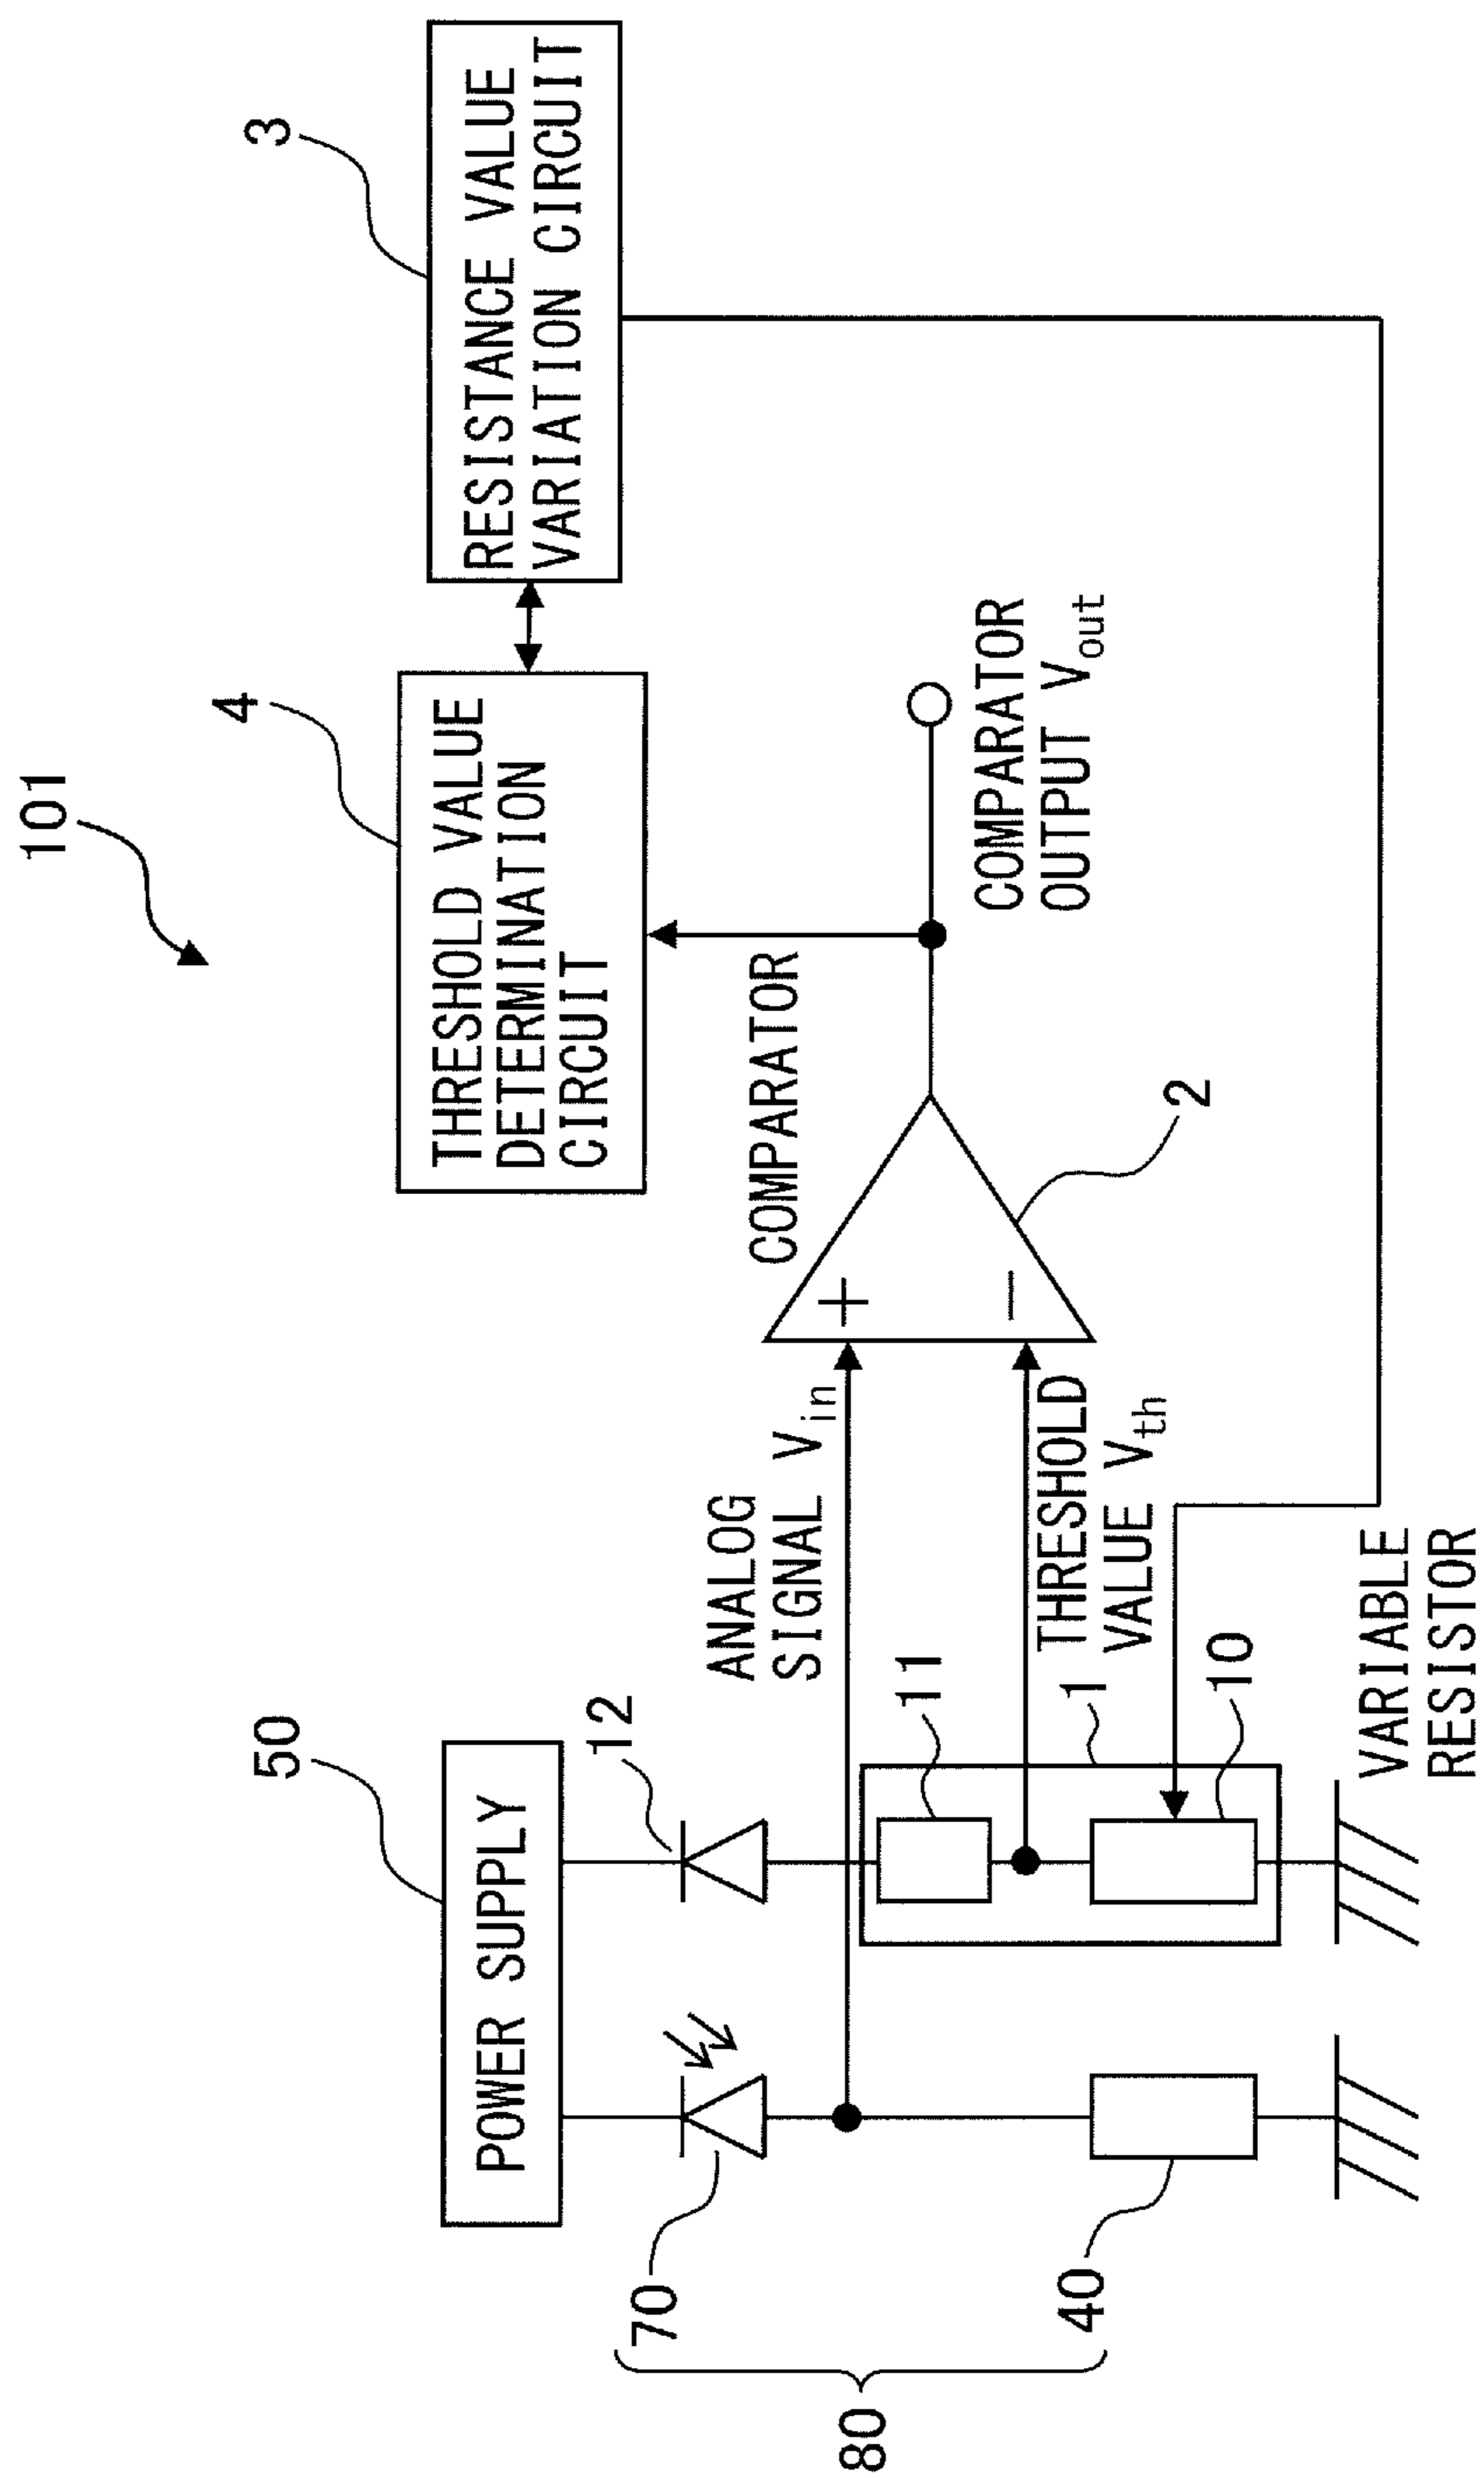 101
50
POWER SUPPLY
12
70
80
40
ANALOG
SIGNAL Vin
11
THRESHOLD
VALUE Vth
1
10
VARIABLE
RESISTOR
COMPARATOR
2
4
THRESHOLD VALUE
DETERMINATION
CIRCUIT
COMPARATOR
OUTPUT Vout
3
RESISTANCE VALUE
VARIATION CIRCUIT